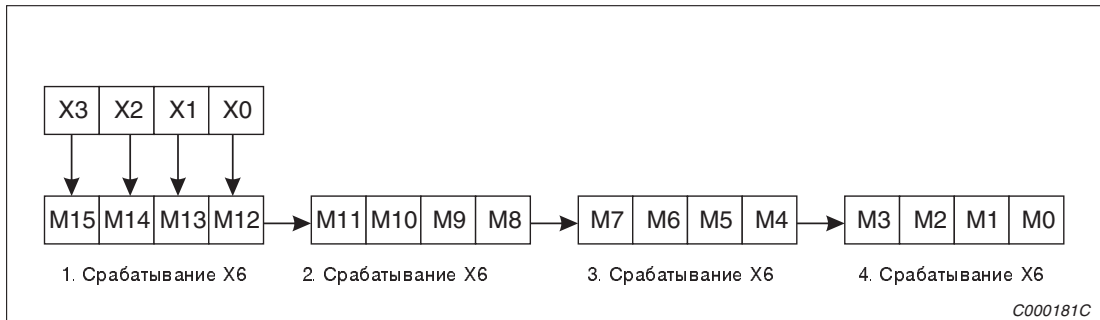 X3 X2 X1 X0
M15 M14 M13 M12 M11 M10 M9 M8 M7 M6 M5 M4 M3 M2 M1 M0
1. Срабатывание X6 2. Срабатывание X6 3. Срабатывание X6 4. Срабатывание X6
C000181C